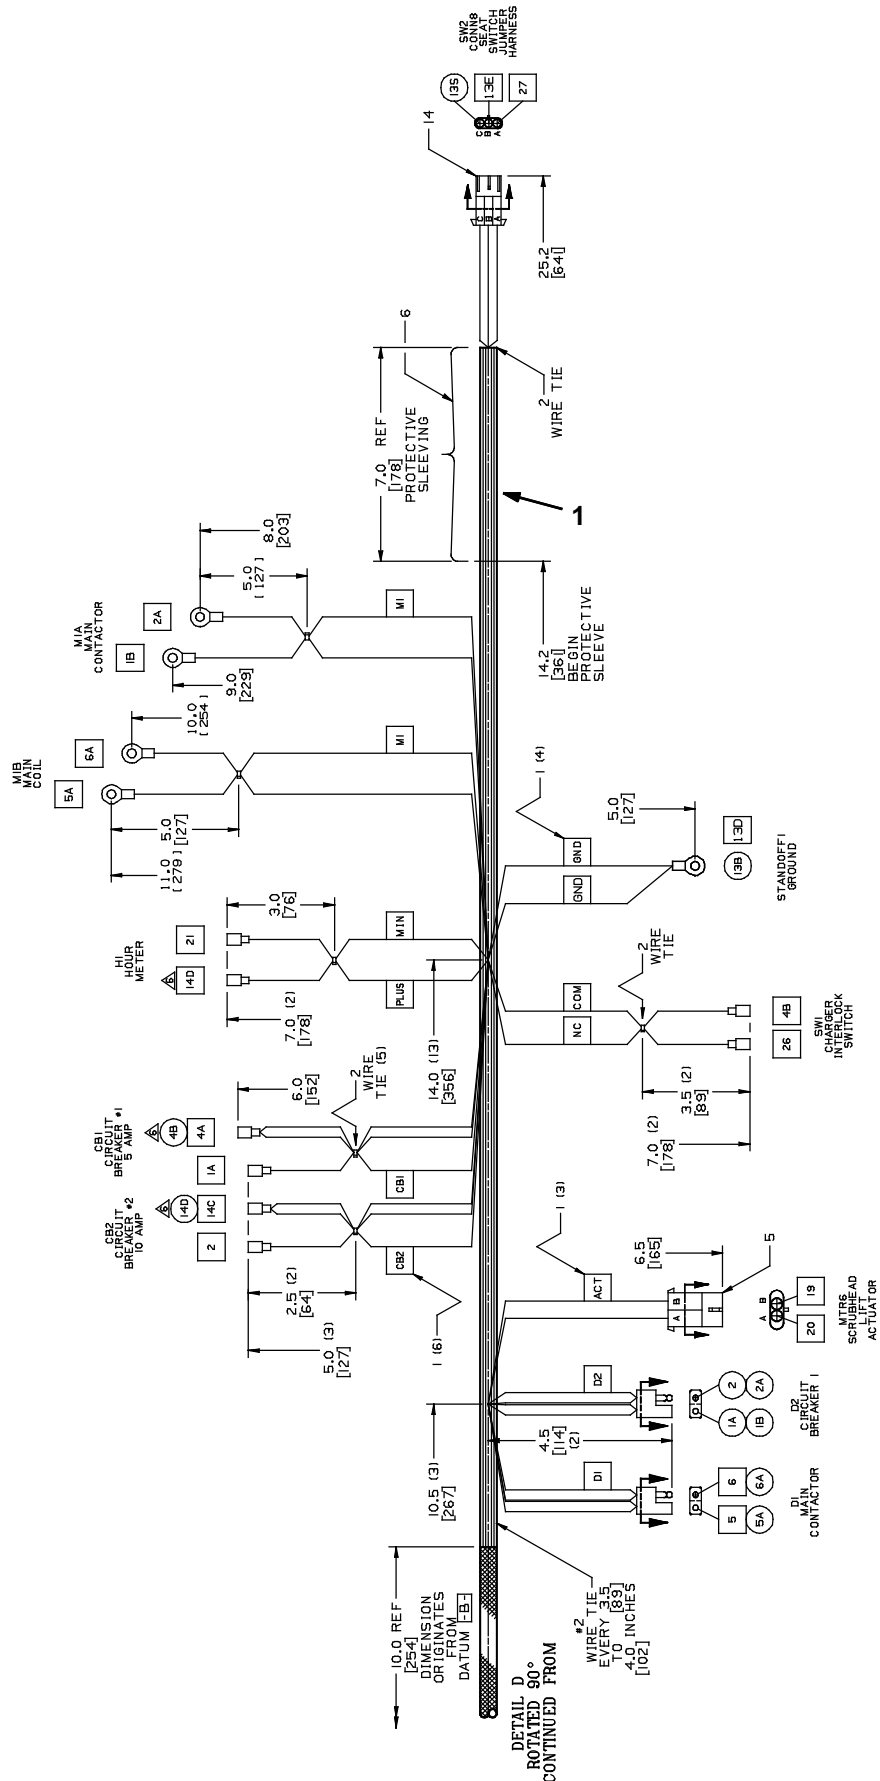 SW2
CONN8
SEAT
SWITCH
JUMPER
HARNESS
13S
13E
27
C
B
A
14
C
B
A
25.2
[641]
6
7.0 REF
[178]
PROTECTIVE
SLEEVING
2
WIRE TIE
1
14.2
[361]
BEGIN
PROTECTIVE
SLEEVE
M1A
MAIN
CONTACTOR
2A
1B
8.0
[203]
5.0
[127]
9.0
[229]
M1
M1B
MAIN
COIL
6A
5A
10.0
[254]
5.0
[127]
11.0
[279]
M1
1 (4)
GND
GND
5.0
[127]
13D
13B
STANDOFF1
GROUND
H1
HOUR
METER
21
14D
6
3.0
[76]
7.0 (2)
[178]
MIN
PLUS
14.0 (13)
[356]
COM
NC
2
WIRE
TIE
4B
26
SW1
CHARGER
INTERLOCK
SWITCH
3.5 (2)
[89]
7.0 (2)
[178]
CB1
CIRCUIT
BREAKER #1
5 AMP
6
4B
4A
1A
6.0
[152]
2
WIRE
TIE (5)
CB1
CB2
CIRCUIT
BREAKER #2
10 AMP
6
14D
14C
2
2.5 (2)
[64]
5.0 (3)
[127]
CB2
1 (6)
1 (3)
ACT
6.5
[165]
5
B
A
B
A
19
20
MTR6
SCRUBHEAD
LIFT
ACTUATOR
10.5 (3)
[267]
D2
4.5
[114]
(2)
2
2A
1A
1B
D2
CIRCUIT
BREAKER 1
D1
6
6A
5
5A
D1
MAIN
CONTACTOR
10.0 REF
[254]
DIMENSION
ORIGINATES
FROM
DATUM -B-
#2
WIRE TIE
EVERY 3.5
[89]
TO INCHES
4.0
[102]
DETAIL D
ROTATED 90°
CONTINUED FROM